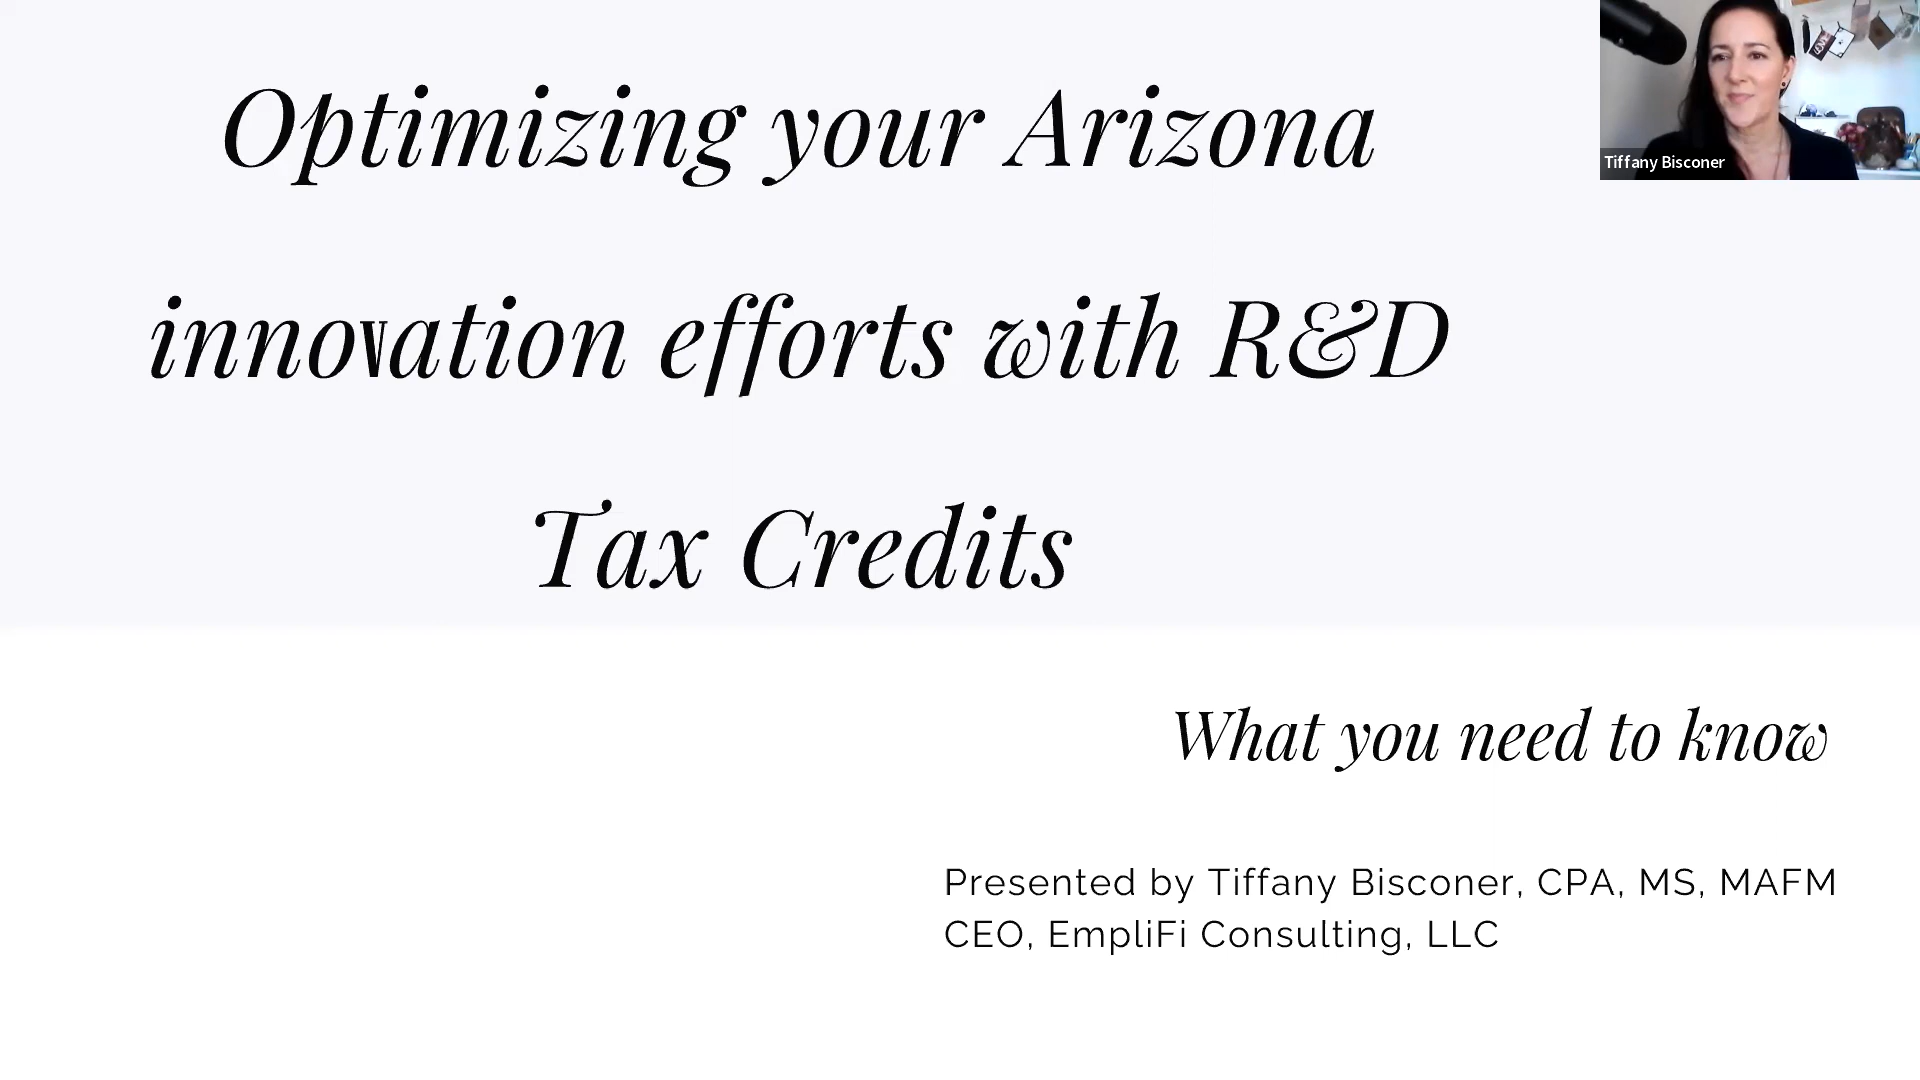 Optimizing your Arizona
innovation efforts with R&D
Tax Credits
Tiffany Bisconer
What you need to know
Presented by Tiffany Bisconer, CPA, MS, MAFM
CEO, EmpliFi Consulting, LLC